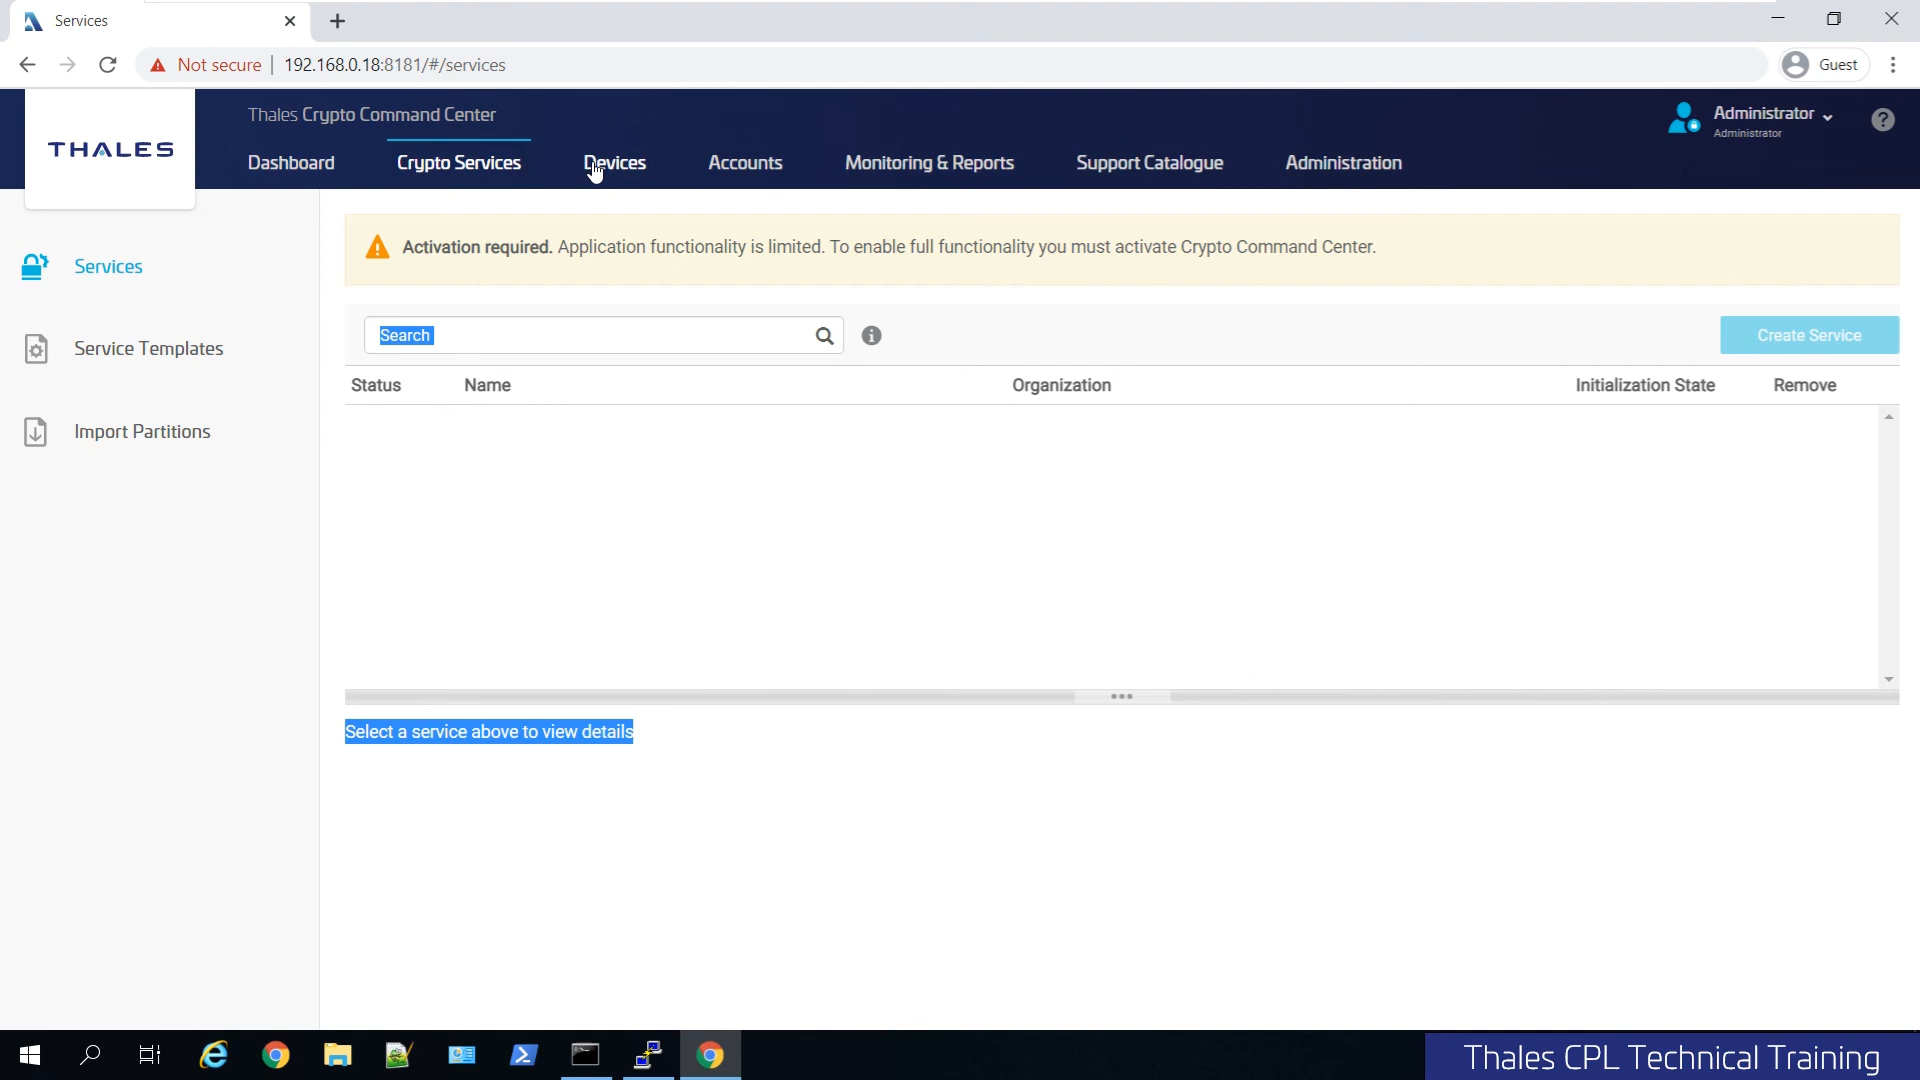 Services
Not secure
192.168.0.18:8181/#/services
Guest
THALES
Thales Crypto Command Center
Administrator
Administrator
Dashboard
Crypto Services
Devices
Accounts
Monitoring & Reports
Support Catalogue
Administration
Services
Service Templates
Import Partitions
Activation required. Application functionality is limited. To enable full functionality you must activate Crypto Command Center.
Search
Create Service
Status
Name
Organization
Initialization State
Remove
Select a service above to view details
Thales CPL Technical Training